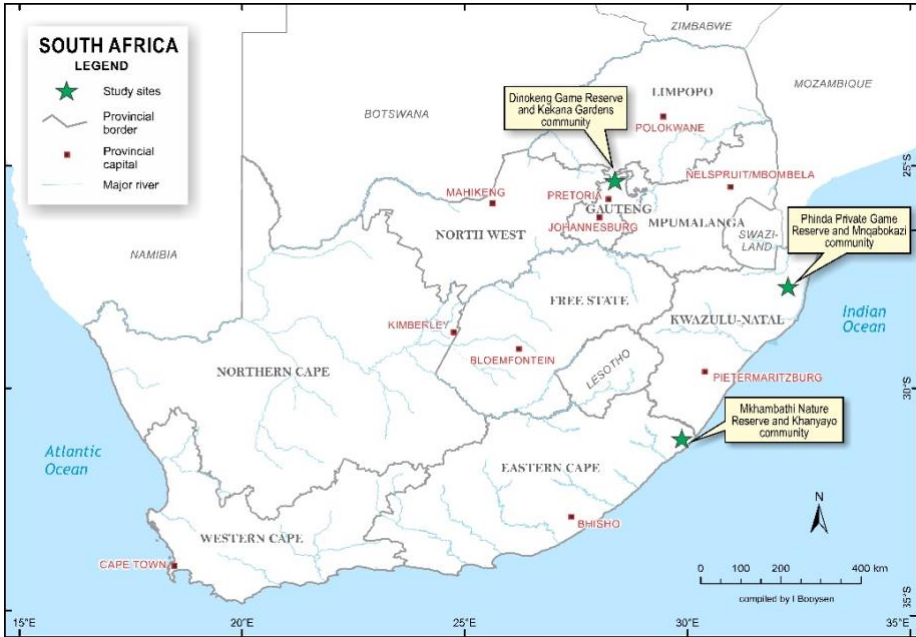 SOUTH AFRICA
LEGEND
Study sites
Provincial
border
Provincial
capital
Major river
ZIMBABWE
MOZAMBIQUE
BOTSWANA
NAMIBIA
LIMPOPO
Dinokeng Game Reserve
and Kekana Gardens
community
POLOKWANE
25°S
NELSPRUIT/MBOMBELA
MAHIKENG
PRETORIA
GAUTENG
JOHANNESBURG
MPUMALANGA
NORTH WEST
SWAZI-
LAND
Phinda Private Game
Reserve and Mnqabokazi
community
FREE STATE
KWAZULU-NATAL
Indian
Ocean
KIMBERLEY
BLOEMFONTEIN
LESOTHO
NORTHERN CAPE
PIETERMARITZBURG
30°S
Mkhambathi Nature
Reserve and Khanyayo
community
Atlantic
Ocean
EASTERN CAPE
N
BHISHO
WESTERN CAPE
CAPE TOWN
0 100 200 400 km
compiled by I Booysen
35°S
15°E 20°E 25°E 30°E 35°E